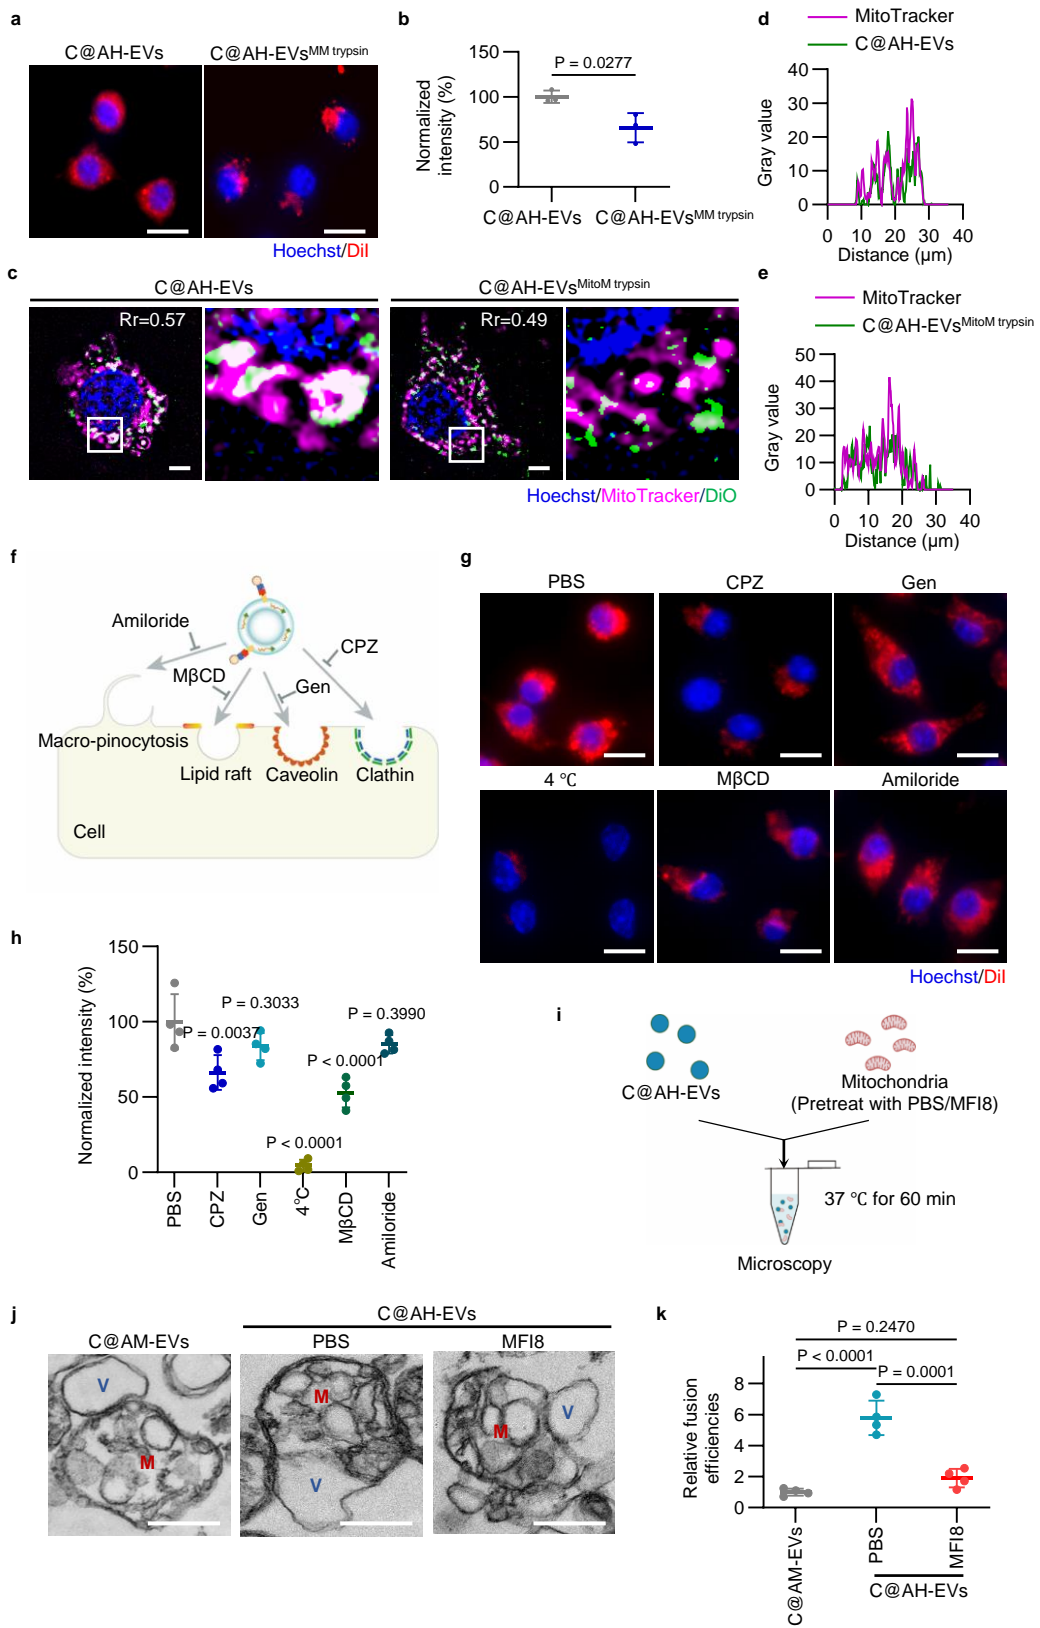 a
C@AH-EVs
C@AH-EVsMM trypsin
Hoechst/DiI
b
150
100
50
0
Normalized
intensity (%)
P = 0.0277
C@AH-EVs
C@AH-EVsMM trypsin
d
MitoTracker
C@AH-EVs
40
30
20
10
0
Gray value
0 10 20 30 40
Distance (µm)
c
C@AH-EVs
C@AH-EVsMitoM trypsin
Rr=0.57
Rr=0.49
Hoechst/MitoTracker/DiO
e
MitoTracker
C@AH-EVsMitoM trypsin
50
40
30
20
10
0
Gray value
0 10 20 30 40
Distance (µm)
f
Amiloride
CPZ
MβCD
Gen
Macro-pinocytosis
Lipid raft
Caveolin
Clathin
Cell
g
PBS
CPZ
Gen
4 ℃
MβCD
Amiloride
Hoechst/DiI
h
150
100
50
0
Normalized intensity (%)
P = 0.3033
P = 0.3990
P = 0.0037
P < 0.0001
P < 0.0001
PBS
CPZ
Gen
4℃
MβCD
Amiloride
i
C@AH-EVs
Mitochondria
(Pretreat with PBS/MFI8)
37 ℃ for 60 min
Microscopy
j
C@AH-EVs
C@AM-EVs
PBS
MFI8
V
M
M
V
V
M
k
P = 0.2470
P < 0.0001
P = 0.0001
8
6
4
2
0
Relative fusion
efficiencies
C@AM-EVs
PBS
MFI8
C@AH-EVs